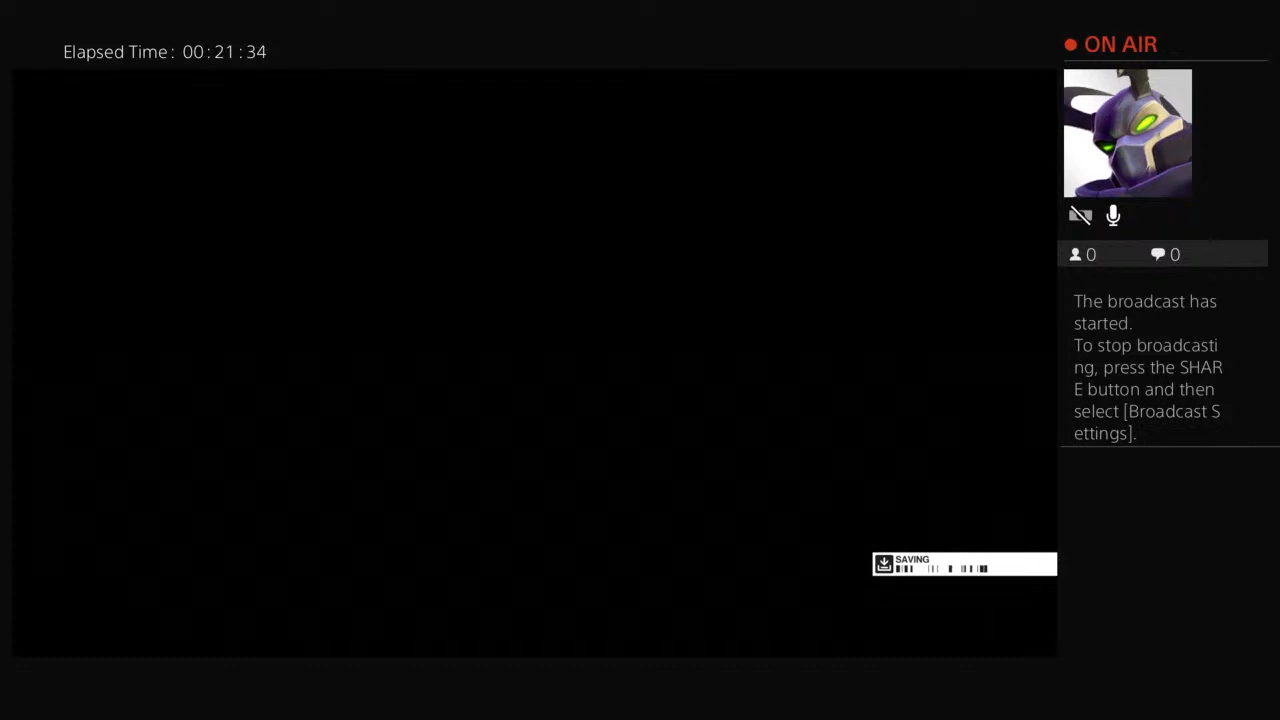 Elapsed Time: 00:21:34
ON AIR
0 0
The broadcast has
started.
To stop broadcasti
ng, press the SHAR
E button and then
select [Broadcast S
ettings].
SAVING